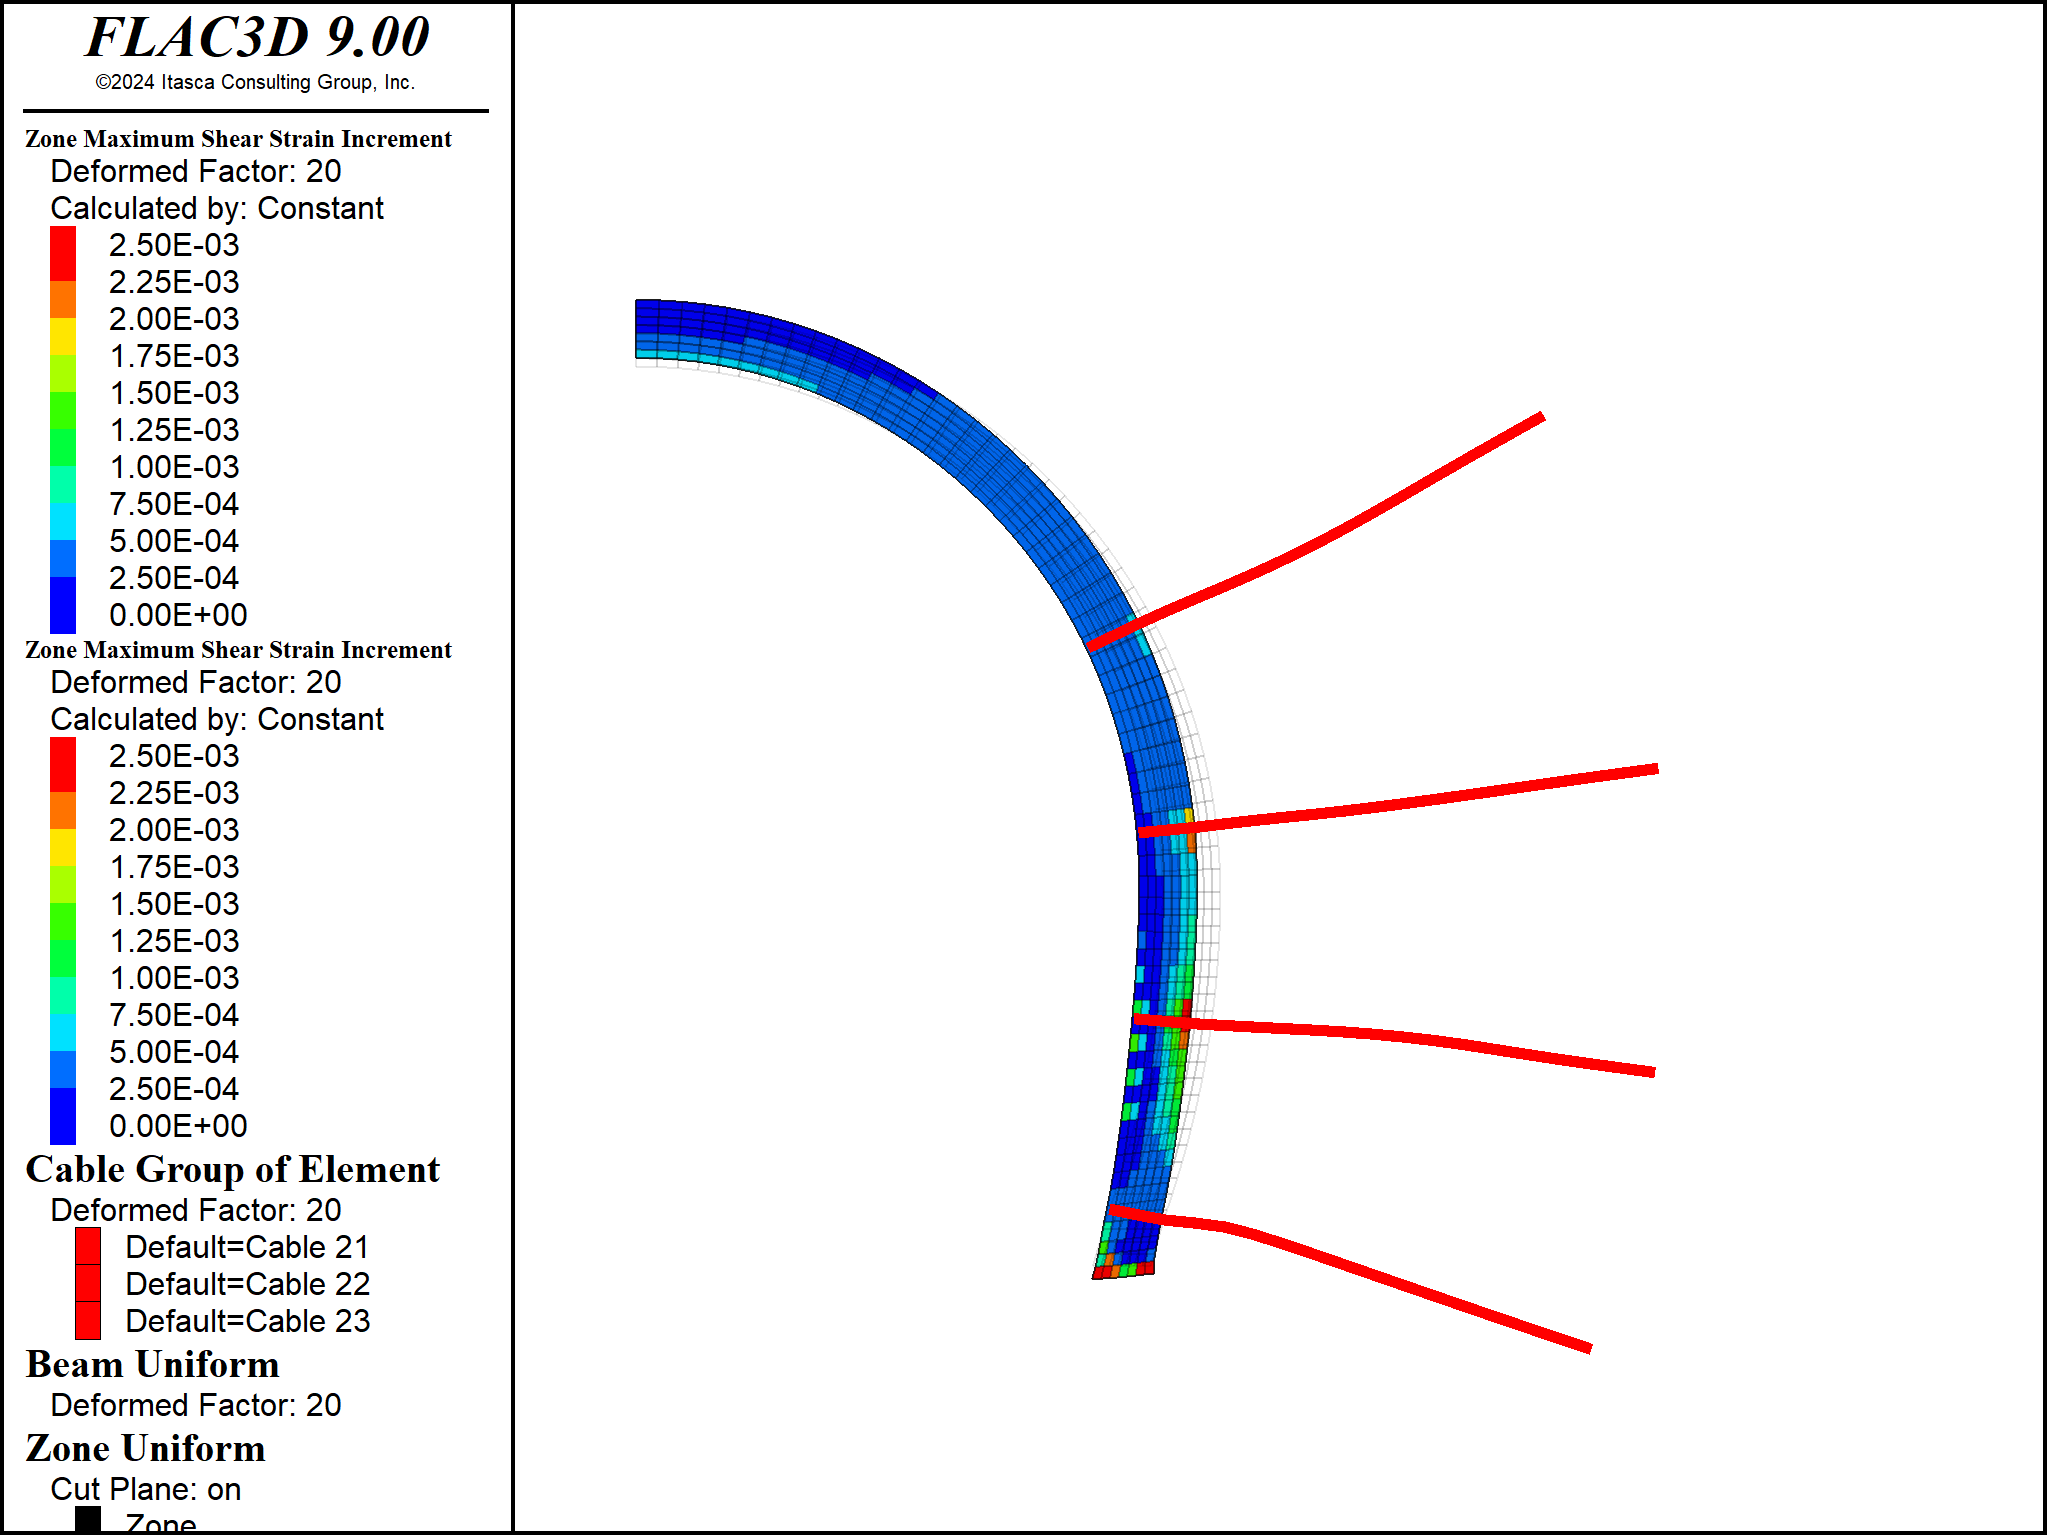 FLAC3D 9.00
©2024 Itasca Consulting Group, Inc.
Zone Maximum Shear Strain Increment
Deformed Factor: 20
Calculated by: Constant
2.50E-03
2.25E-03
2.00E-03
1.75E-03
1.50E-03
1.25E-03
1.00E-03
7.50E-04
5.00E-04
2.50E-04
0.00E+00
Zone Maximum Shear Strain Increment
Deformed Factor: 20
Calculated by: Constant
2.50E-03
2.25E-03
2.00E-03
1.75E-03
1.50E-03
1.25E-03
1.00E-03
7.50E-04
5.00E-04
2.50E-04
0.00E+00
Cable Group of Element
Deformed Factor: 20
Default=Cable 21
Default=Cable 22
Default=Cable 23
Beam Uniform
Deformed Factor: 20
Zone Uniform
Cut Plane: on
Zone